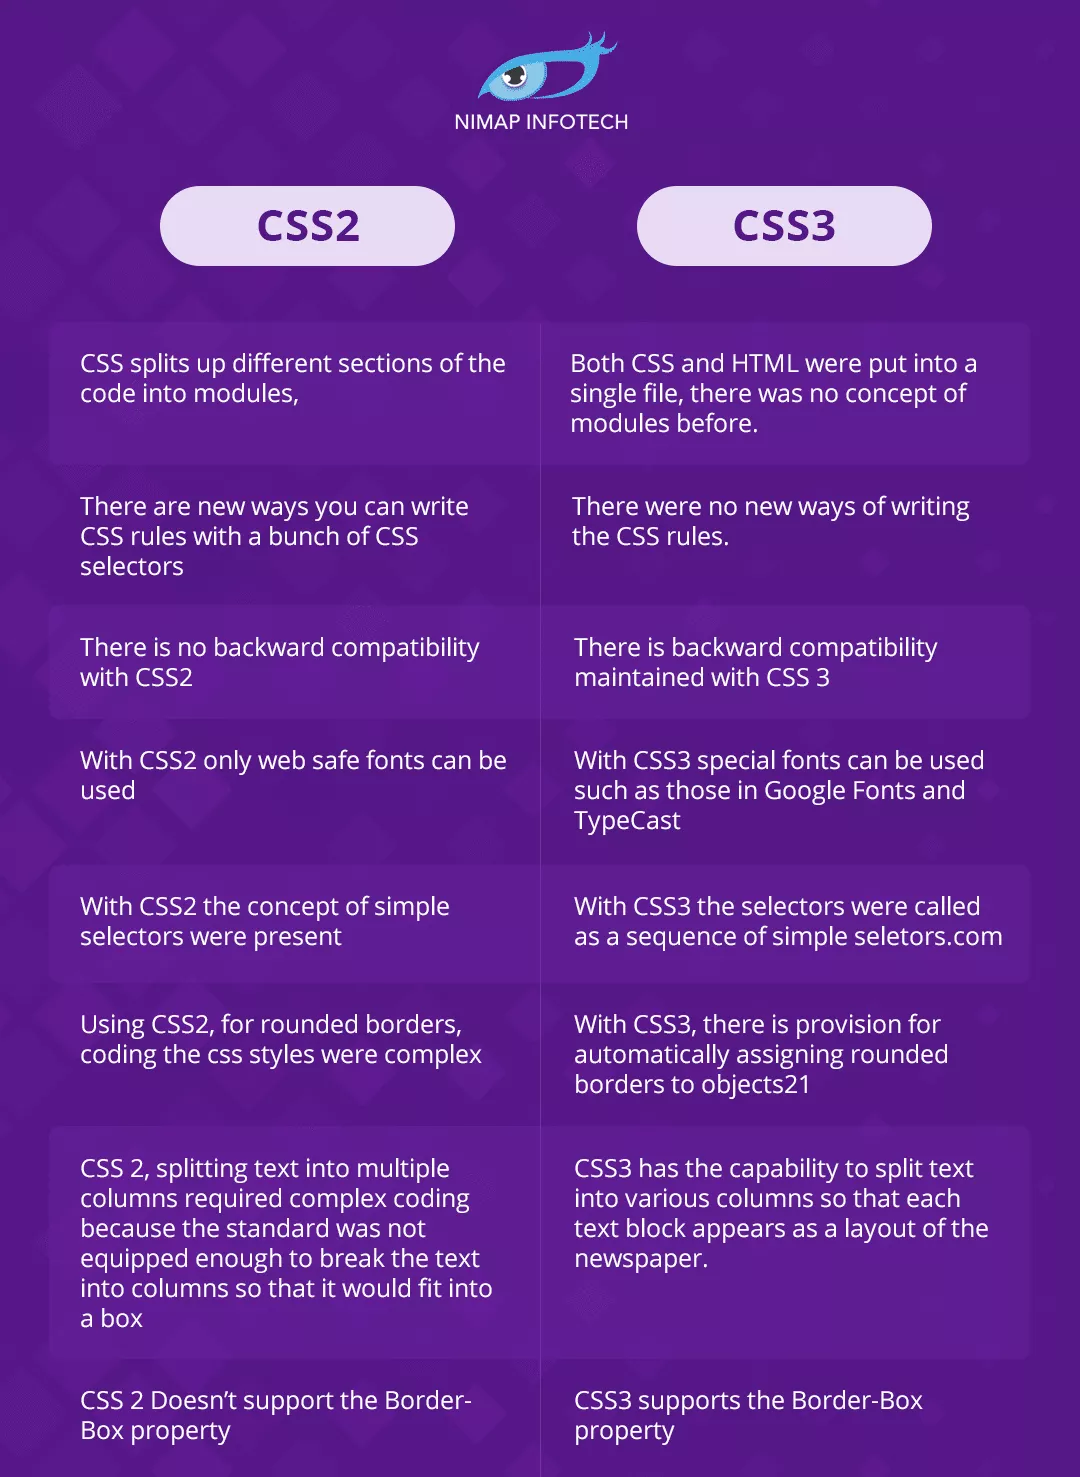 NIMAP INFOTECH
CSS2
CSS3
CSS splits up different sections of the
code into modules,
Both CSS and HTML were put into a
single file, there was no concept of
modules before.
There are new ways you can write
CSS rules with a bunch of CSS
selectors
There were no new ways of writing
the CSS rules.
There is no backward compatibility
with CSS2
There is backward compatibility
maintained with CSS 3
With CSS2 only web safe fonts can be
used
With CSS3 special fonts can be used
such as those in Google Fonts and
TypeCast
With CSS2 the concept of simple
selectors were present
With CSS3 the selectors were called
as a sequence of simple seletors.com
Using CSS2, for rounded borders,
coding the css styles were complex
With CSS3, there is provision for
automatically assigning rounded
borders to objects21
CSS 2, splitting text into multiple
columns required complex coding
because the standard was not
equipped enough to break the text
into columns so that it would fit into
a box
CSS3 has the capability to split text
into various columns so that each
text block appears as a layout of the
newspaper.
CSS 2 Doesn’t support the Border-
Box property
CSS3 supports the Border-Box
property